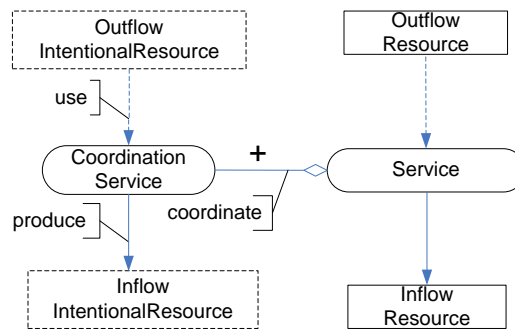 Outflow
IntentionalResource
Outflow
Resource
use
+
Coordination
Service
Service
coordinate
produce
Inflow
IntentionalResource
Inflow
Resource